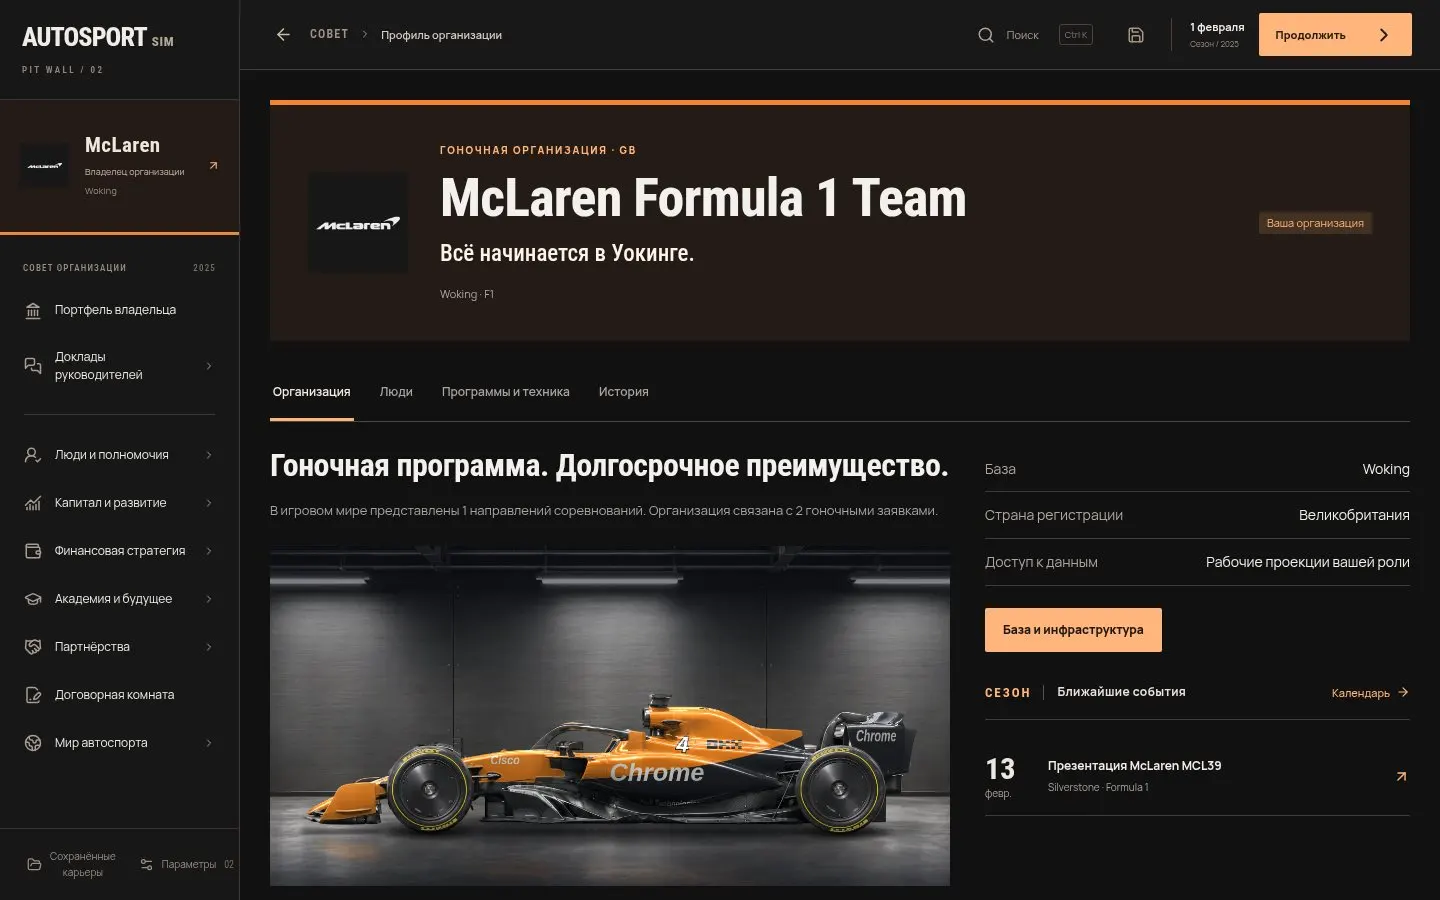 AUTOSPORT SIM
PIT WALL / 02
McLaren
McLaren
Владелец организации
Woking
СОВЕТ ОРГАНИЗАЦИИ 2025
Портфель владельца
Доклады
руководителей
Люди и полномочия
Капитал и развитие
Финансовая стратегия
Академия и будущее
Партнёрства
Договорная комната
Мир автоспорта
Сохранённые
карьеры
Параметры 02
СОВЕТ
Профиль организации
Поиск
Ctrl K
1 февраля
Сезон / 2025
Продолжить
ГОНОЧНАЯ ОРГАНИЗАЦИЯ · GB
McLaren
McLaren Formula 1 Team
Всё начинается в Уокинге.
Woking · F1
Ваша организация
Организация
Люди
Программы и техника
История
Гоночная программа. Долгосрочное преимущество.
В игровом мире представлены 1 направлений соревнований. Организация связана с 2 гоночными заявками.
Cisco
4
Chrome
Chrome
База Woking
Страна регистрации Великобритания
Доступ к данным Рабочие проекции вашей роли
База и инфраструктура
СЕЗОН
Ближайшие события
Календарь
13
февр.
Презентация McLaren MCL39
Silverstone · Formula 1